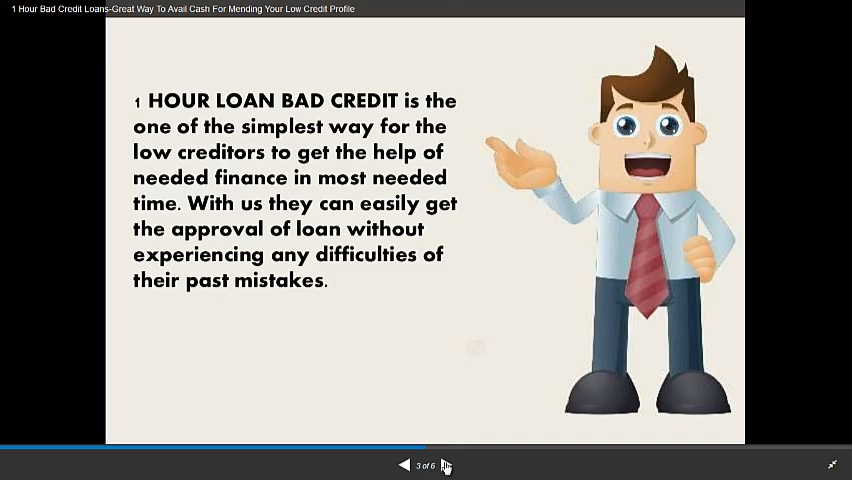 1 Hour Bad Credit Loans-Great Way To Avail Cash For Mending Your Low Credit Profile
1 HOUR LOAN BAD CREDIT is the
one of the simplest way for the
low creditors to get the help of
needed finance in most needed
time. With us they can easily get
the approval of loan without
experiencing any difficulties of
their past mistakes.
3 of 6